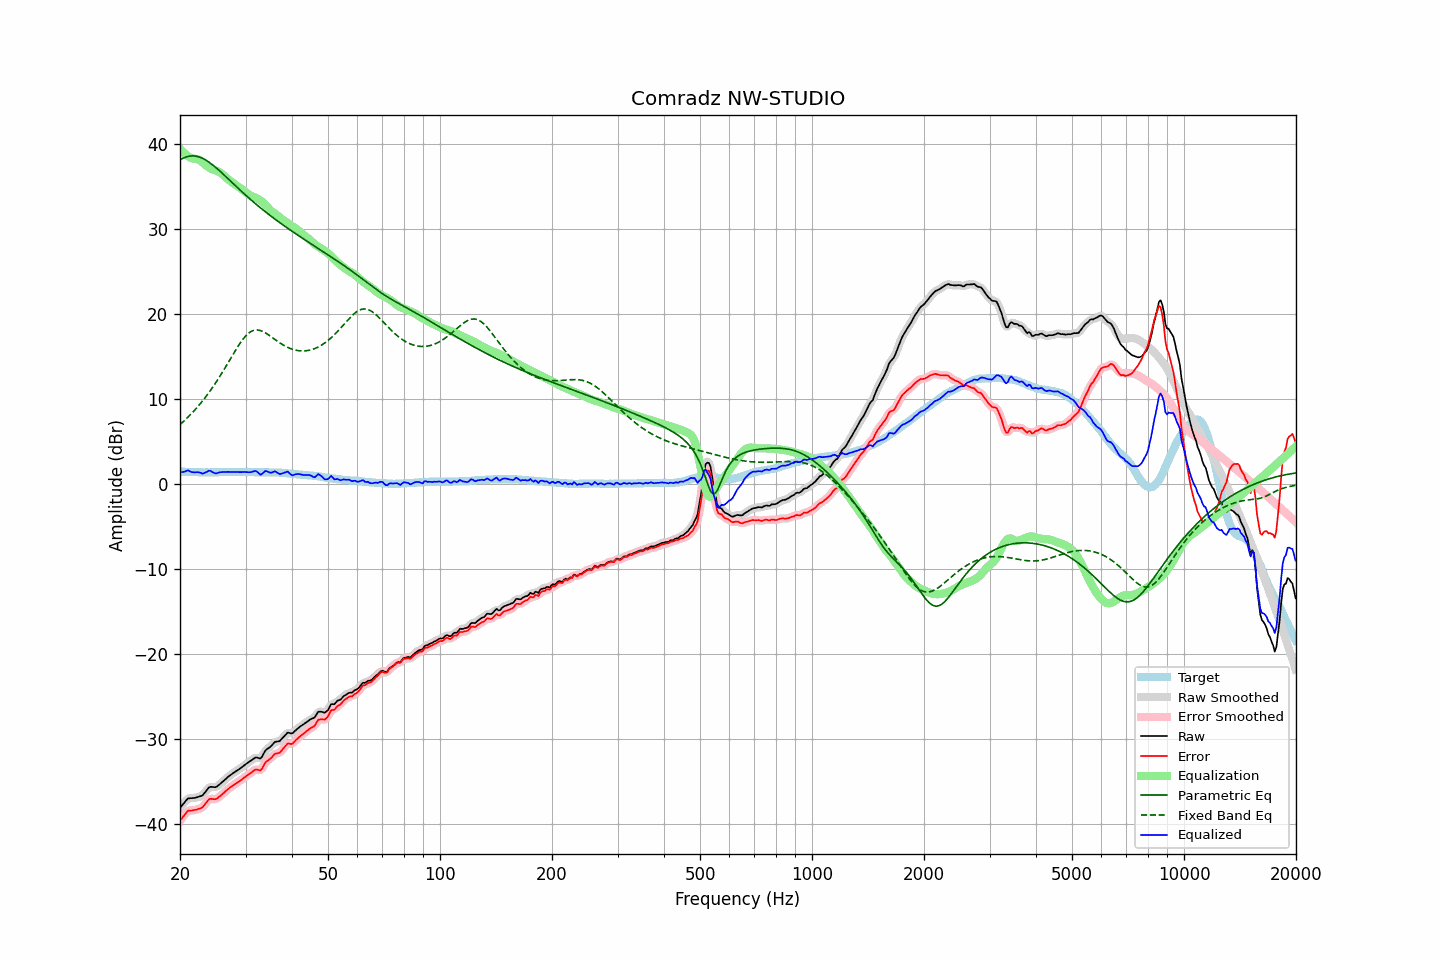 Comradz NW-STUDIO
Amplitude (dBr)
40
30
20
10
0
−10
−20
−30
−40
20
50
100
200
500
1000
2000
5000
10000
20000
Frequency (Hz)
Target
Raw Smoothed
Error Smoothed
Raw
Error
Equalization
Parametric Eq
Fixed Band Eq
Equalized